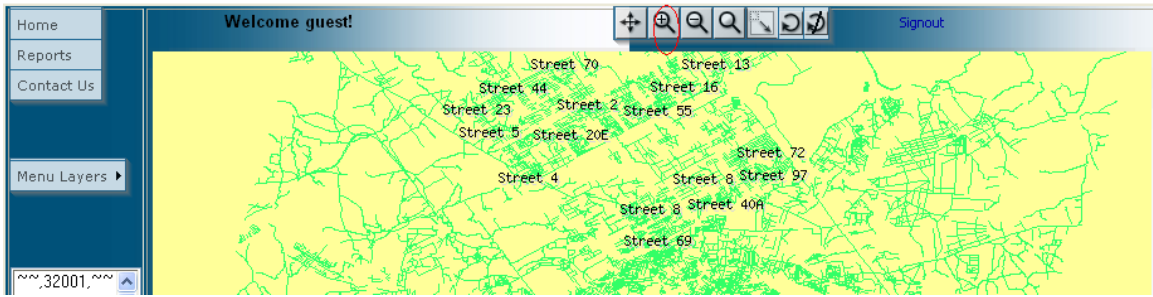 Home
Reports
Contact Us
Menu Layers
~~,32001,~~
Welcome guest!
Signout
Street 70
Street 13
Street 44
Street 16
Street 23
Street 2
Street 55
Street 5
Street 20E
Street 72
Street 4
Street 8
Street 97
Street 8
Street 40A
Street 69